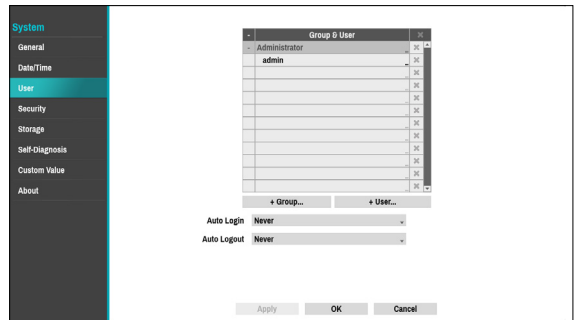 System
General
Date/Time
User
Security
Storage
Self-Diagnosis
Custom Value
About
- Group & User
- Administrator
admin
+ Group... + User...
Auto Login Never
Auto Logout Never
Apply OK Cancel